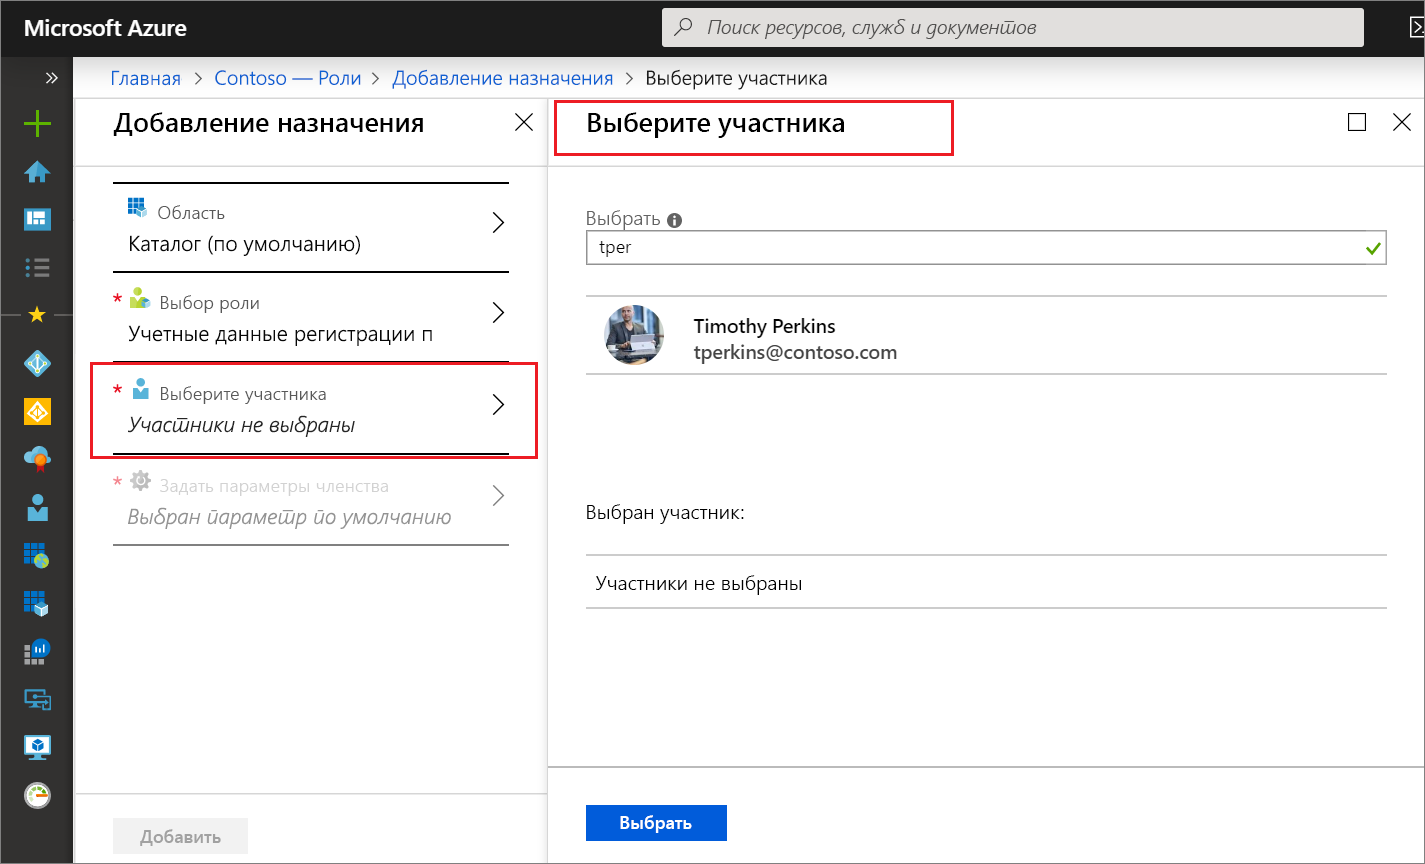 Microsoft Azure
Поиск ресурсов, служб и документов
Главная > Contoso — Роли > Добавление назначения > Выберите участника
Добавление назначения
Область
Каталог (по умолчанию)
* Выбор роли
Учетные данные регистрации п
* Выберите участника
Участники не выбраны
* Задать параметры членства
Выбран параметр по умолчанию
Добавить
Выберите участника
Выбрать
tper
Timothy Perkins
tperkins@contoso.com
Выбран участник:
Участники не выбраны
Выбрать